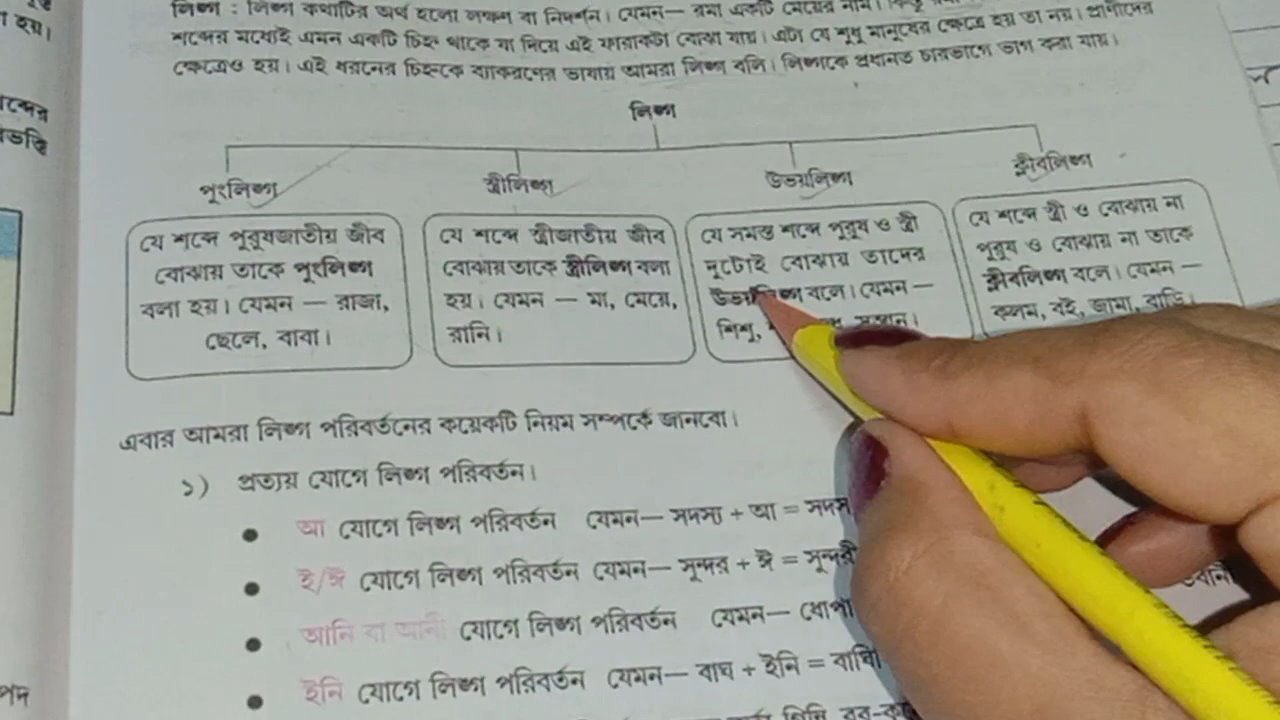 লিঙ্গ : লিঙ্গ কথাটির অর্থ হলো লক্ষণ বা নিদর্শন। যেমন— রমা একটি মেয়ের নাম।
শব্দের মধ্যেই এমন একটি চিহ্ন থাকে যা দিয়ে এই ফারাকটা বোঝা যায়। এটা যে শুধু মানুষের ক্ষেত্রে হয় তা নয়। প্রাণীদের
ক্ষেত্রেও হয়। এই ধরনের চিহ্নকে ব্যাকরণের ভাষায় আমরা লিঙ্গ বলি। লিঙ্গকে প্রধানত চারভাগে ভাগ করা যায়।
লিঙ্গ
পুংলিঙ্গ
যে শব্দে পুরুষজাতীয় জীব
বোঝায় তাকে পুংলিঙ্গ
বলা হয়। যেমন — রাজা,
ছেলে, বাবা।
স্ত্রীলিঙ্গ
যে শব্দে স্ত্রীজাতীয় জীব
বোঝায় তাকে স্ত্রীলিঙ্গ বলা
হয়। যেমন — মা, মেয়ে,
রানি।
উভয়লিঙ্গ
যে সমস্ত শব্দে পুরুষ ও স্ত্রী
দুটোই বোঝায় তাদের
উভয়লিঙ্গ বলে। যেমন —
শিশু, সন্তান।
ক্লীবলিঙ্গ
যে শব্দে স্ত্রী ও বোঝায় না
পুরুষ ও বোঝায় না তাকে
ক্লীবলিঙ্গ বলে। যেমন —
কলম, বই, জামা, বাড়ি।
এবার আমরা লিঙ্গ পরিবর্তনের কয়েকটি নিয়ম সম্পর্কে জানবো।
১) প্রত্যয় যোগে লিঙ্গ পরিবর্তন।
• আ যোগে লিঙ্গ পরিবর্তন যেমন— সদস্য + আ =
• ই/ঈ যোগে লিঙ্গ পরিবর্তন যেমন— সুন্দর + ঈ = সুন্দরী
• আনি বা আনী যোগে লিঙ্গ পরিবর্তন যেমন— ধোপা
• ইনি যোগে লিঙ্গ পরিবর্তন যেমন— বাঘ + ইনি =
হয়।